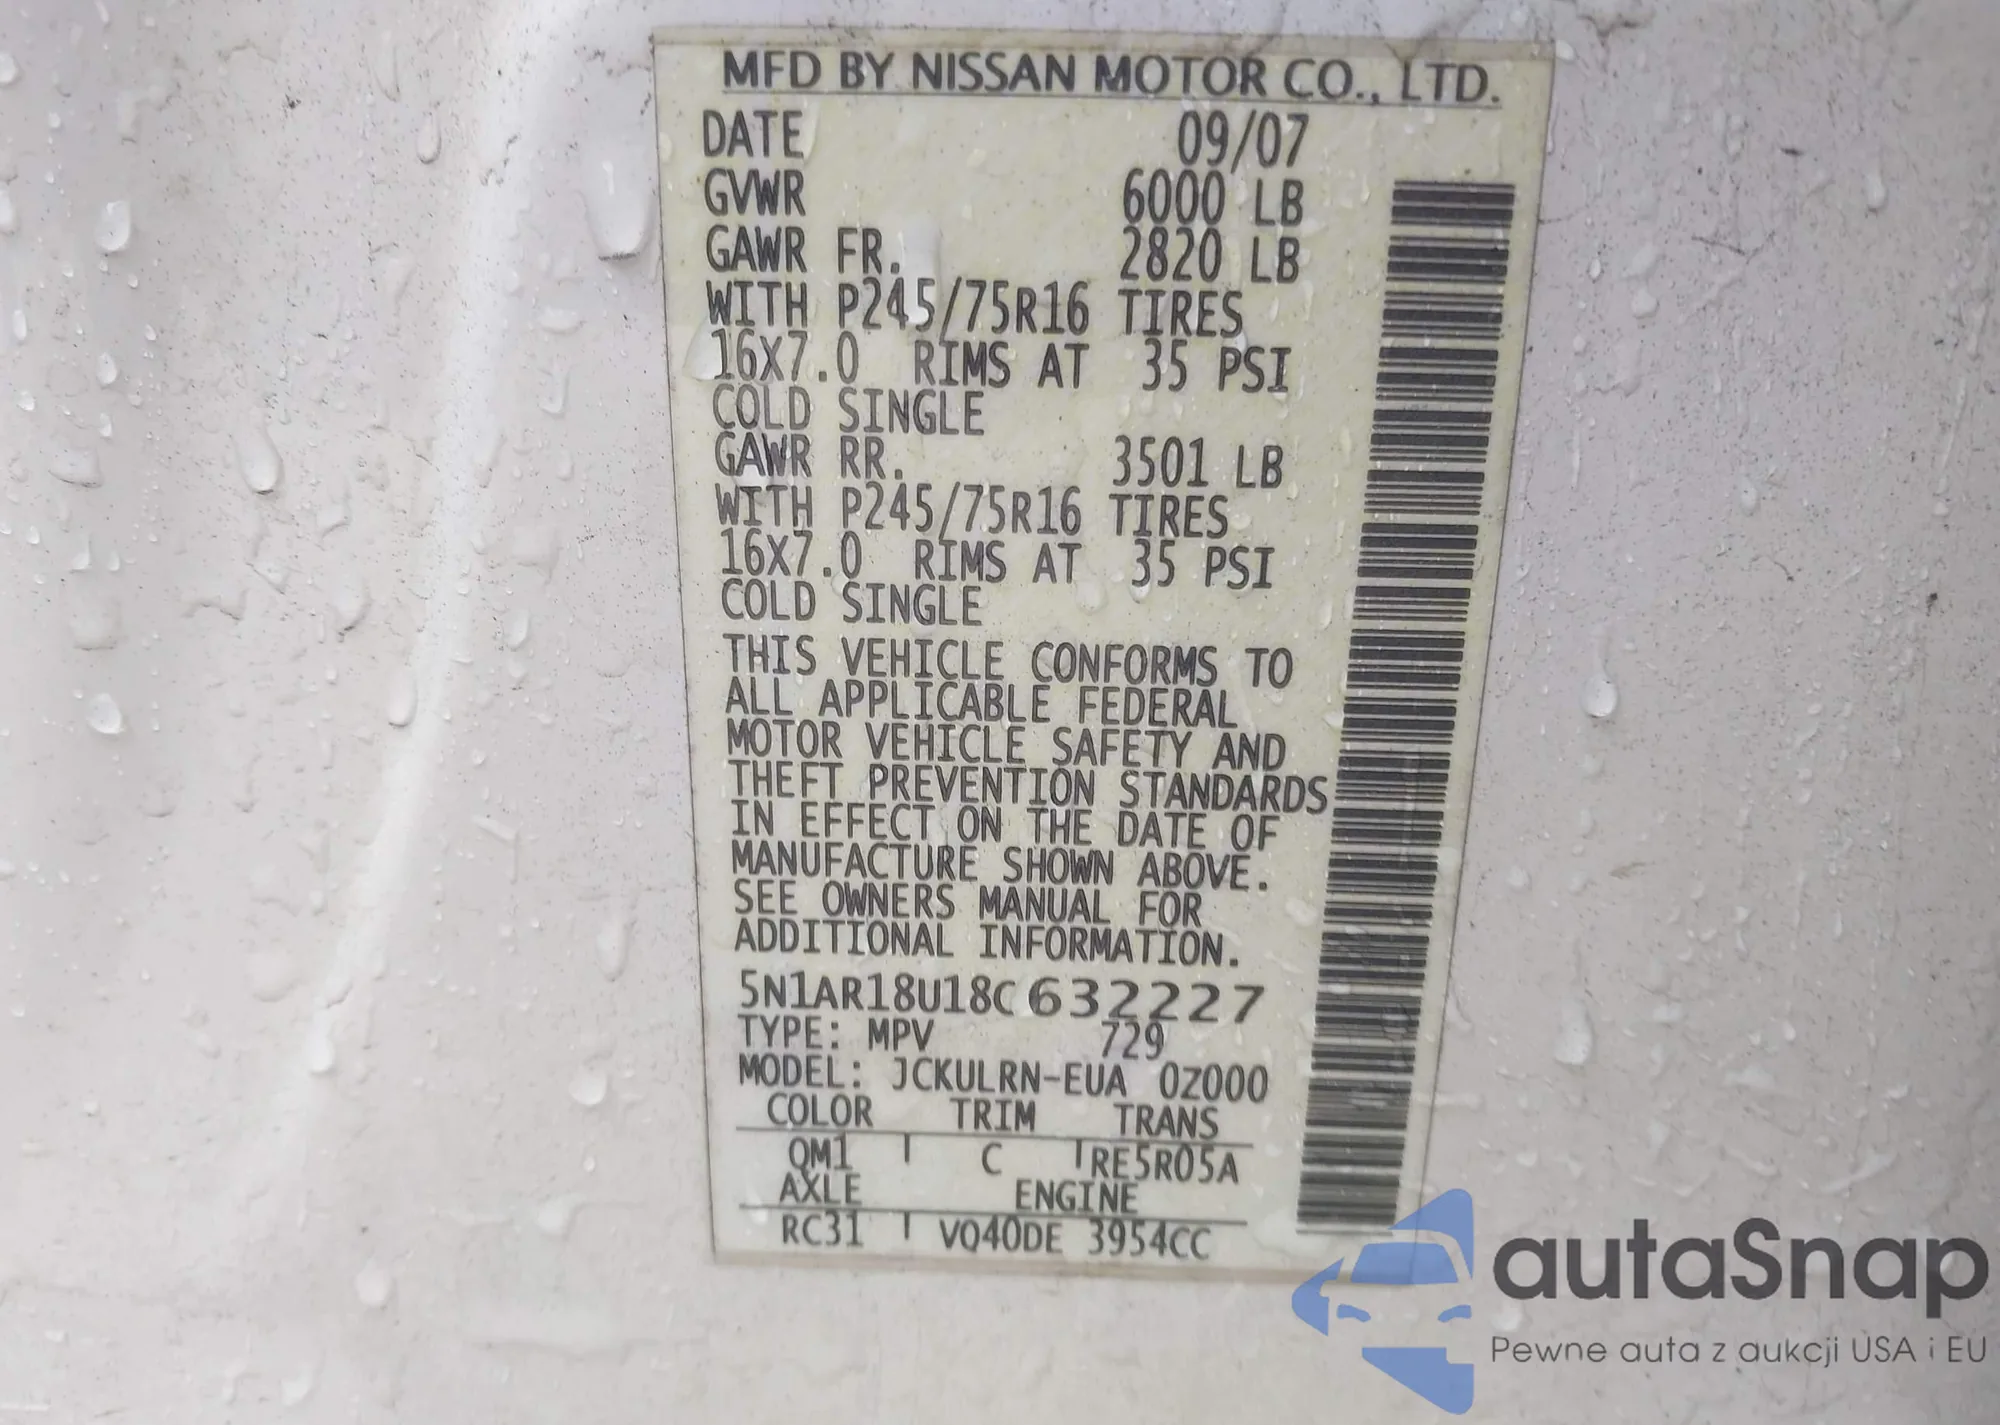 MFD BY NISSAN MOTOR CO., LTD.
DATE 09/07
GVWR 6000 LB
GAWR FR. 2820 LB
WITH P245/75R16 TIRES
16X7.0 RIMS AT 35 PSI
COLD SINGLE
GAWR RR. 3501 LB
WITH P245/75R16 TIRES
16X7.0 RIMS AT 35 PSI
COLD SINGLE
THIS VEHICLE CONFORMS TO
ALL APPLICABLE FEDERAL
MOTOR VEHICLE SAFETY AND
THEFT PREVENTION STANDARDS
IN EFFECT ON THE DATE OF
MANUFACTURE SHOWN ABOVE.
SEE OWNERS MANUAL FOR
ADDITIONAL INFORMATION.
5N1AR18U18C632227
TYPE: MPV 729
MODEL: JCKULRN-EUA 0Z000
COLOR TRIM TRANS
QM1 C RE5R05A
AXLE ENGINE
RC31 VQ40DE 3954CC
autaSnap
Pewne auta z aukcji USA i EU